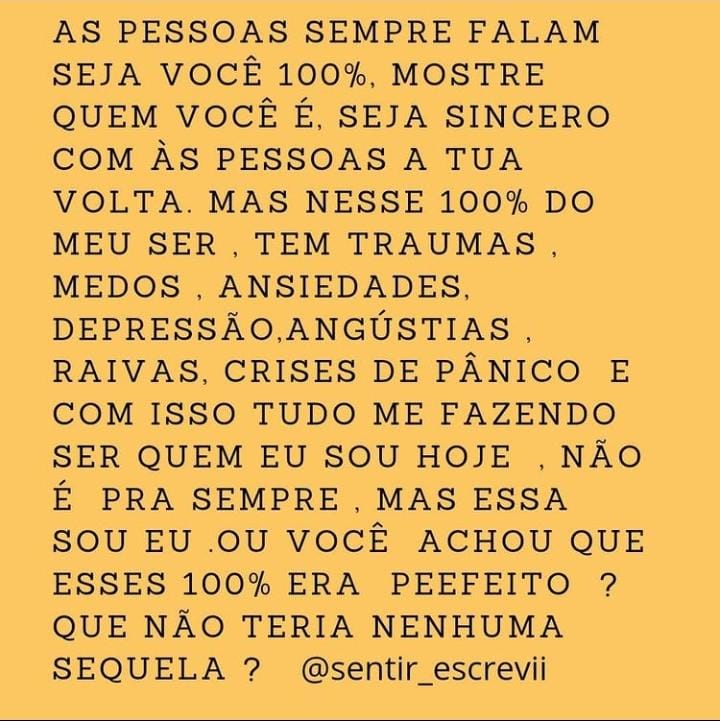 AS PESSOAS SEMPRE FALAM
SEJA VOCÊ 100%, MOSTRE
QUEM VOCÊ É, SEJA SINCERO
COM ÀS PESSOAS A TUA
VOLTA. MAS NESSE 100% DO
MEU SER , TEM TRAUMAS ,
MEDOS , ANSIEDADES,
DEPRESSÃO,ANGÚSTIAS ,
RAIVAS, CRISES DE PÂNICO E
COM ISSO TUDO ME FAZENDO
SER QUEM EU SOU HOJE , NÃO
É PRA SEMPRE , MAS ESSA
SOU EU .OU VOCÊ ACHOU QUE
ESSES 100% ERA PEEFEITO ?
QUE NÃO TERIA NENHUMA
SEQUELA ? @sentir_escrevii